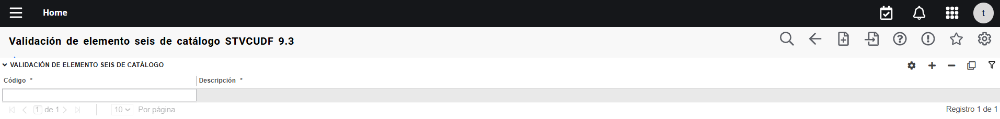 Home
t
Validación de elemento seis de catálogo STVCUDF 9.3
VALIDACIÓN DE ELEMENTO SEIS DE CATÁLOGO
Código * Descripción *
1 de 1 10 Por página Registro 1 de 1